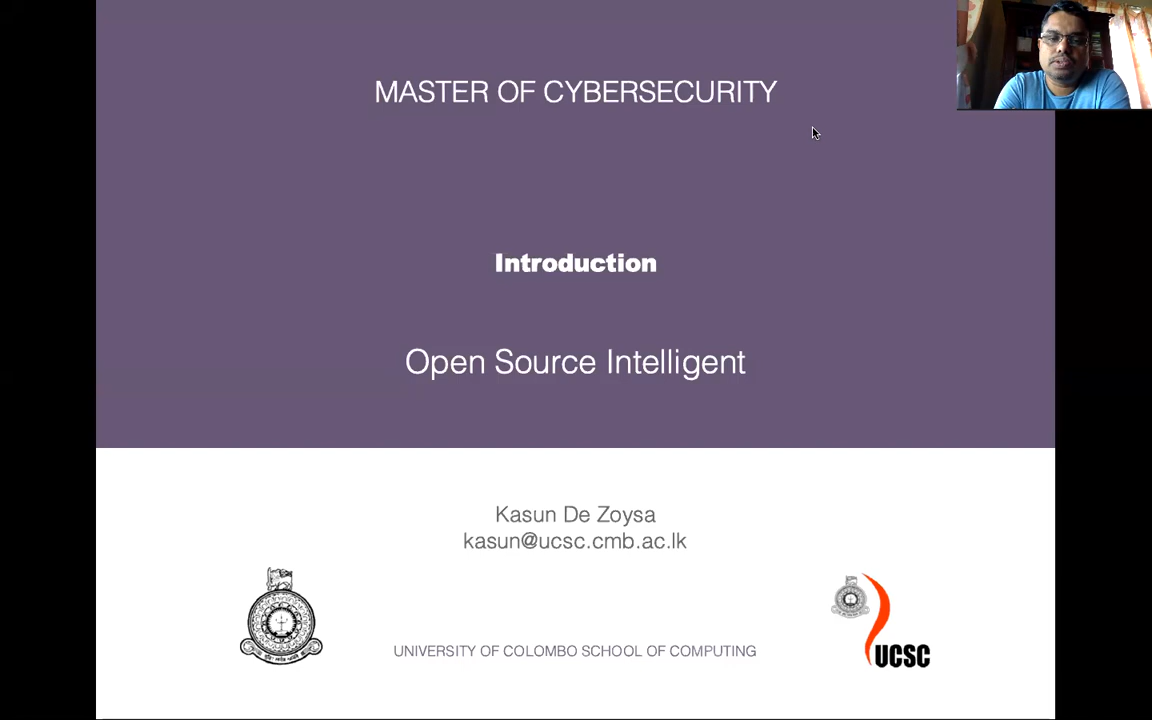 MASTER OF CYBERSECURITY
Introduction
Open Source Intelligent
Kasun De Zoysa
kasun@ucsc.cmb.ac.lk
UNIVERSITY OF COLOMBO SCHOOL OF COMPUTING
UCSC